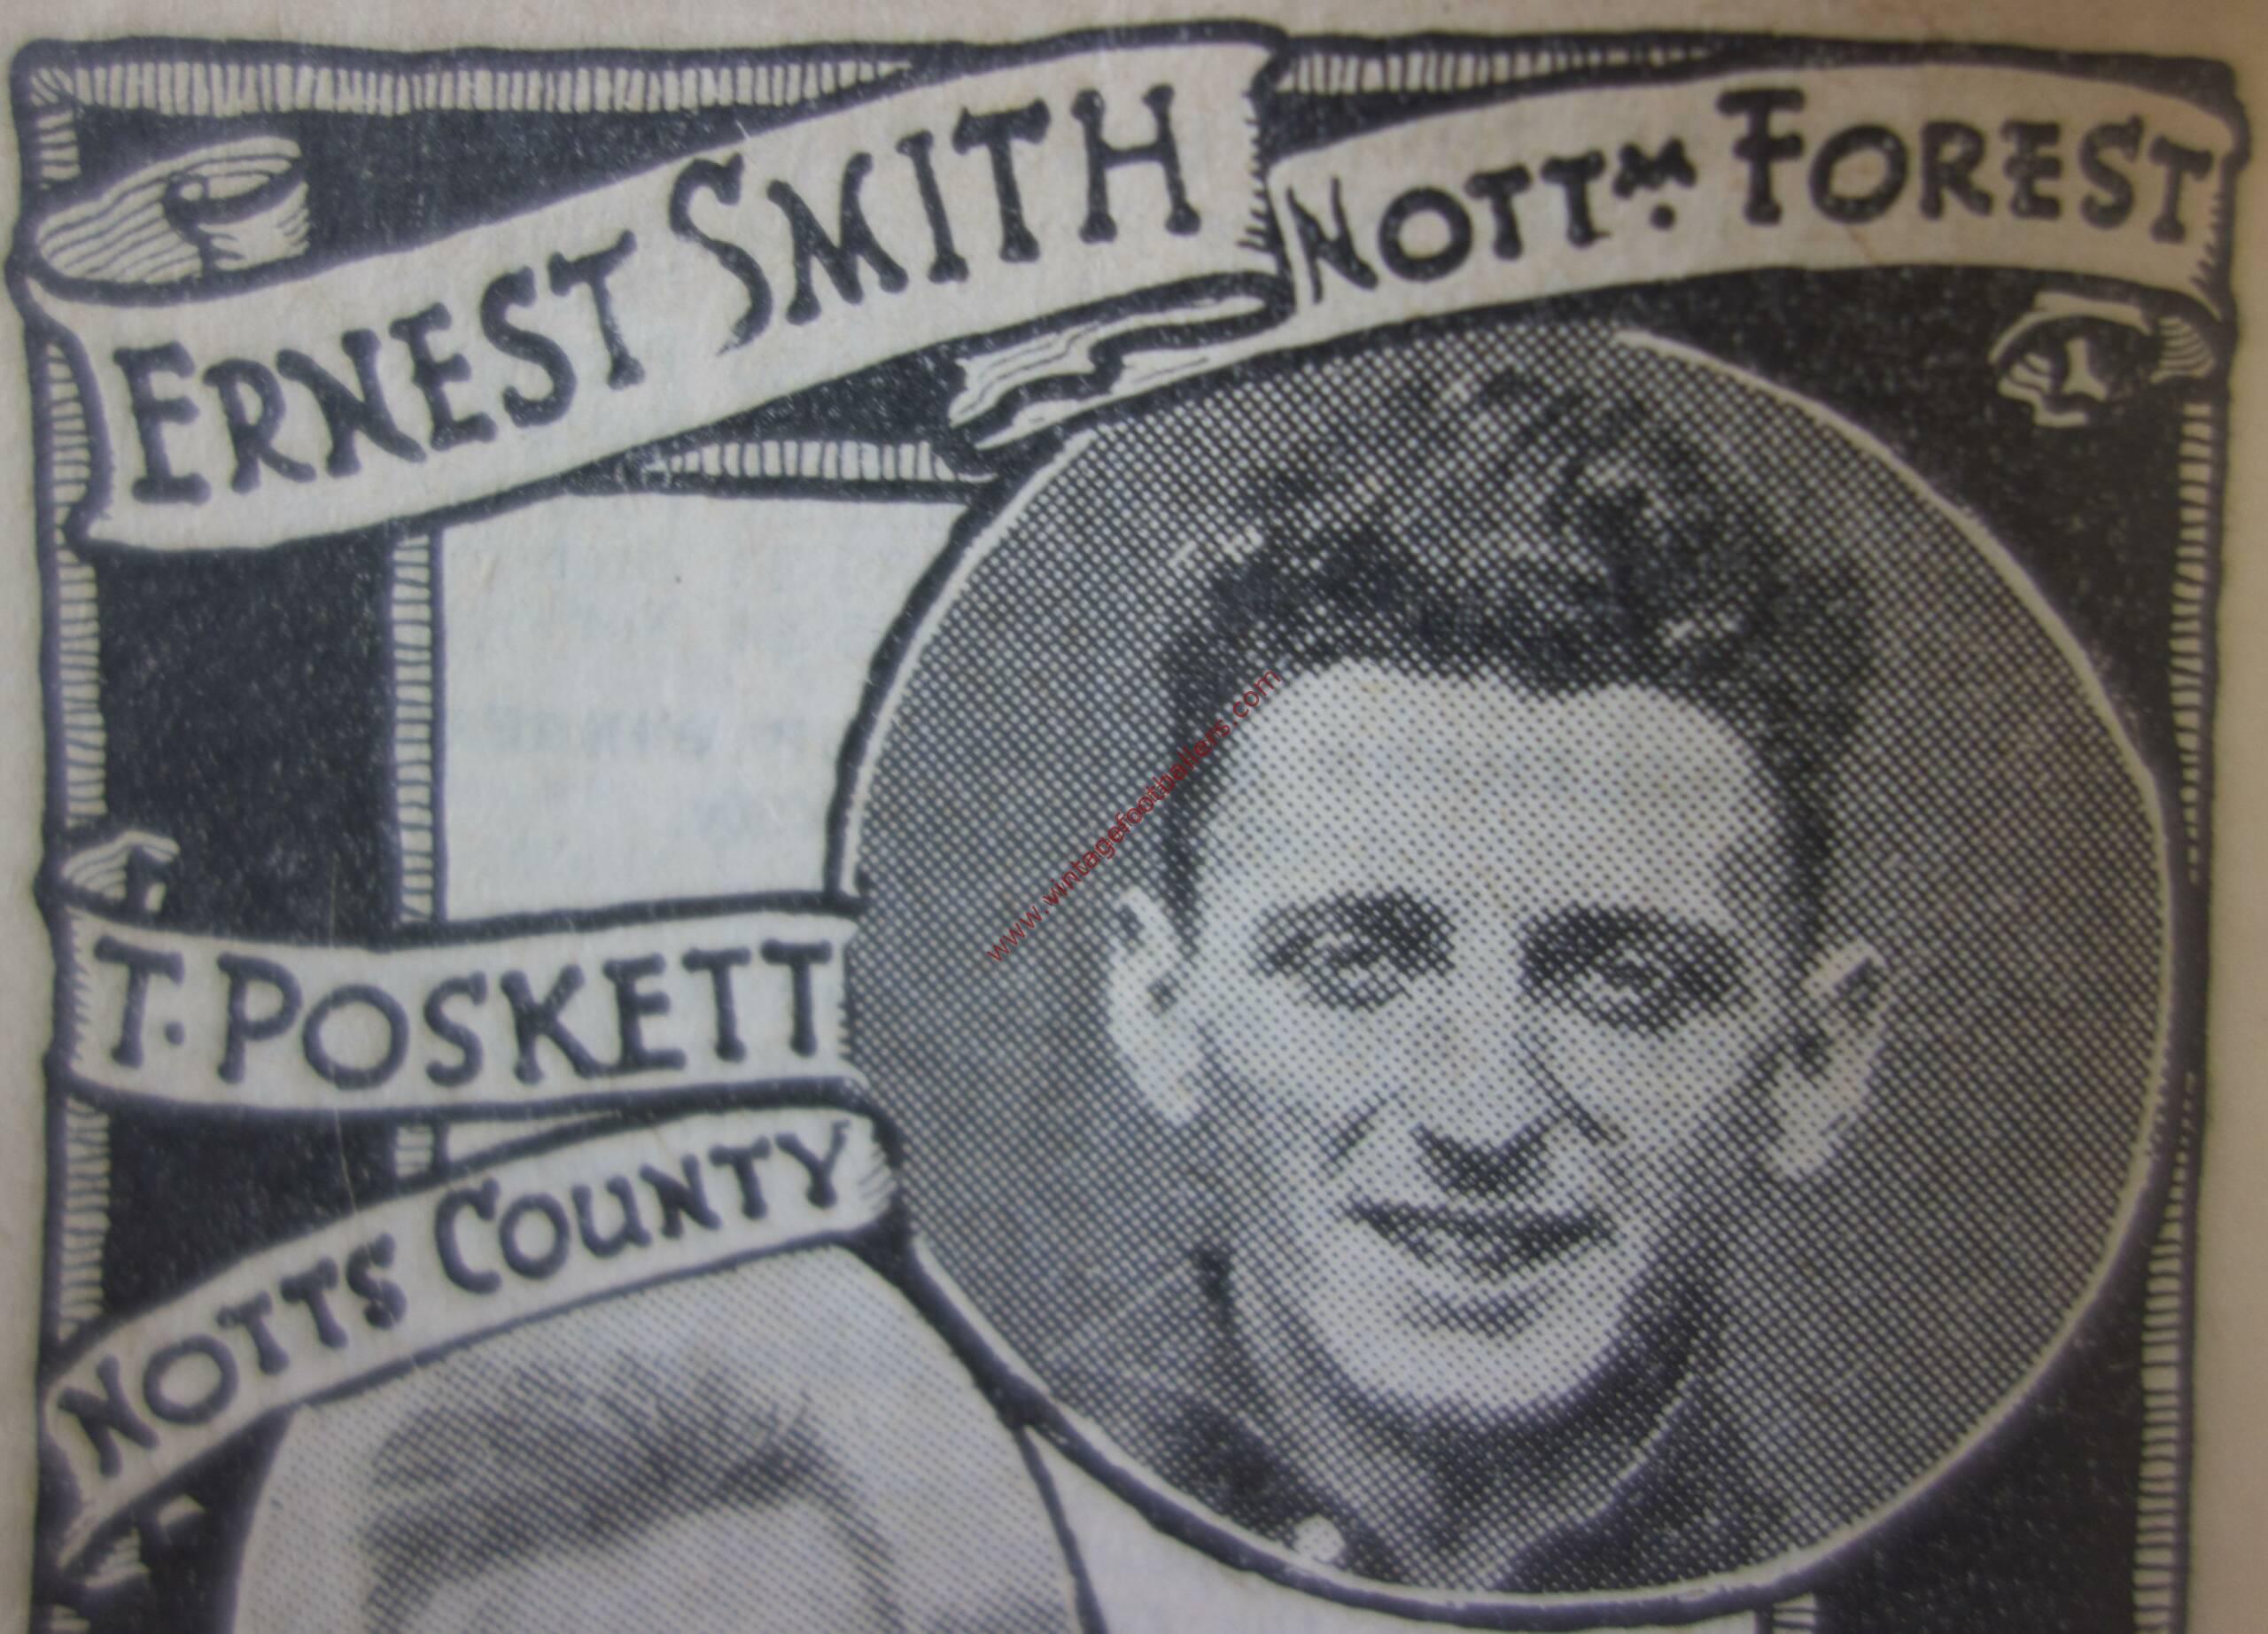 ERNEST SMITH
NOTTM. FOREST
www.vintagefootballers.com
T. POSKETT
NOTTS COUNTY